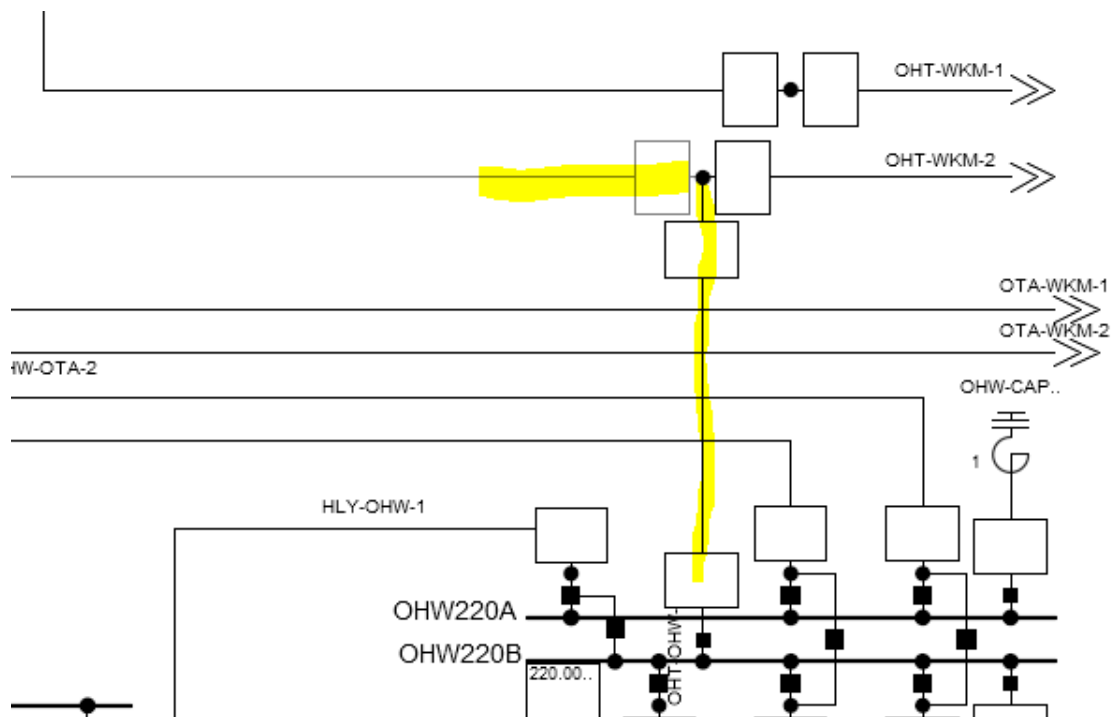 OHT-WKM-1
OHT-WKM-2
OTA-WKM-1
OTA-WKM-2
HW-OTA-2
OHW-CAP..
1
HLY-OHW-1
OHW220A
OHW220B
220.00..
OHT-OHW-